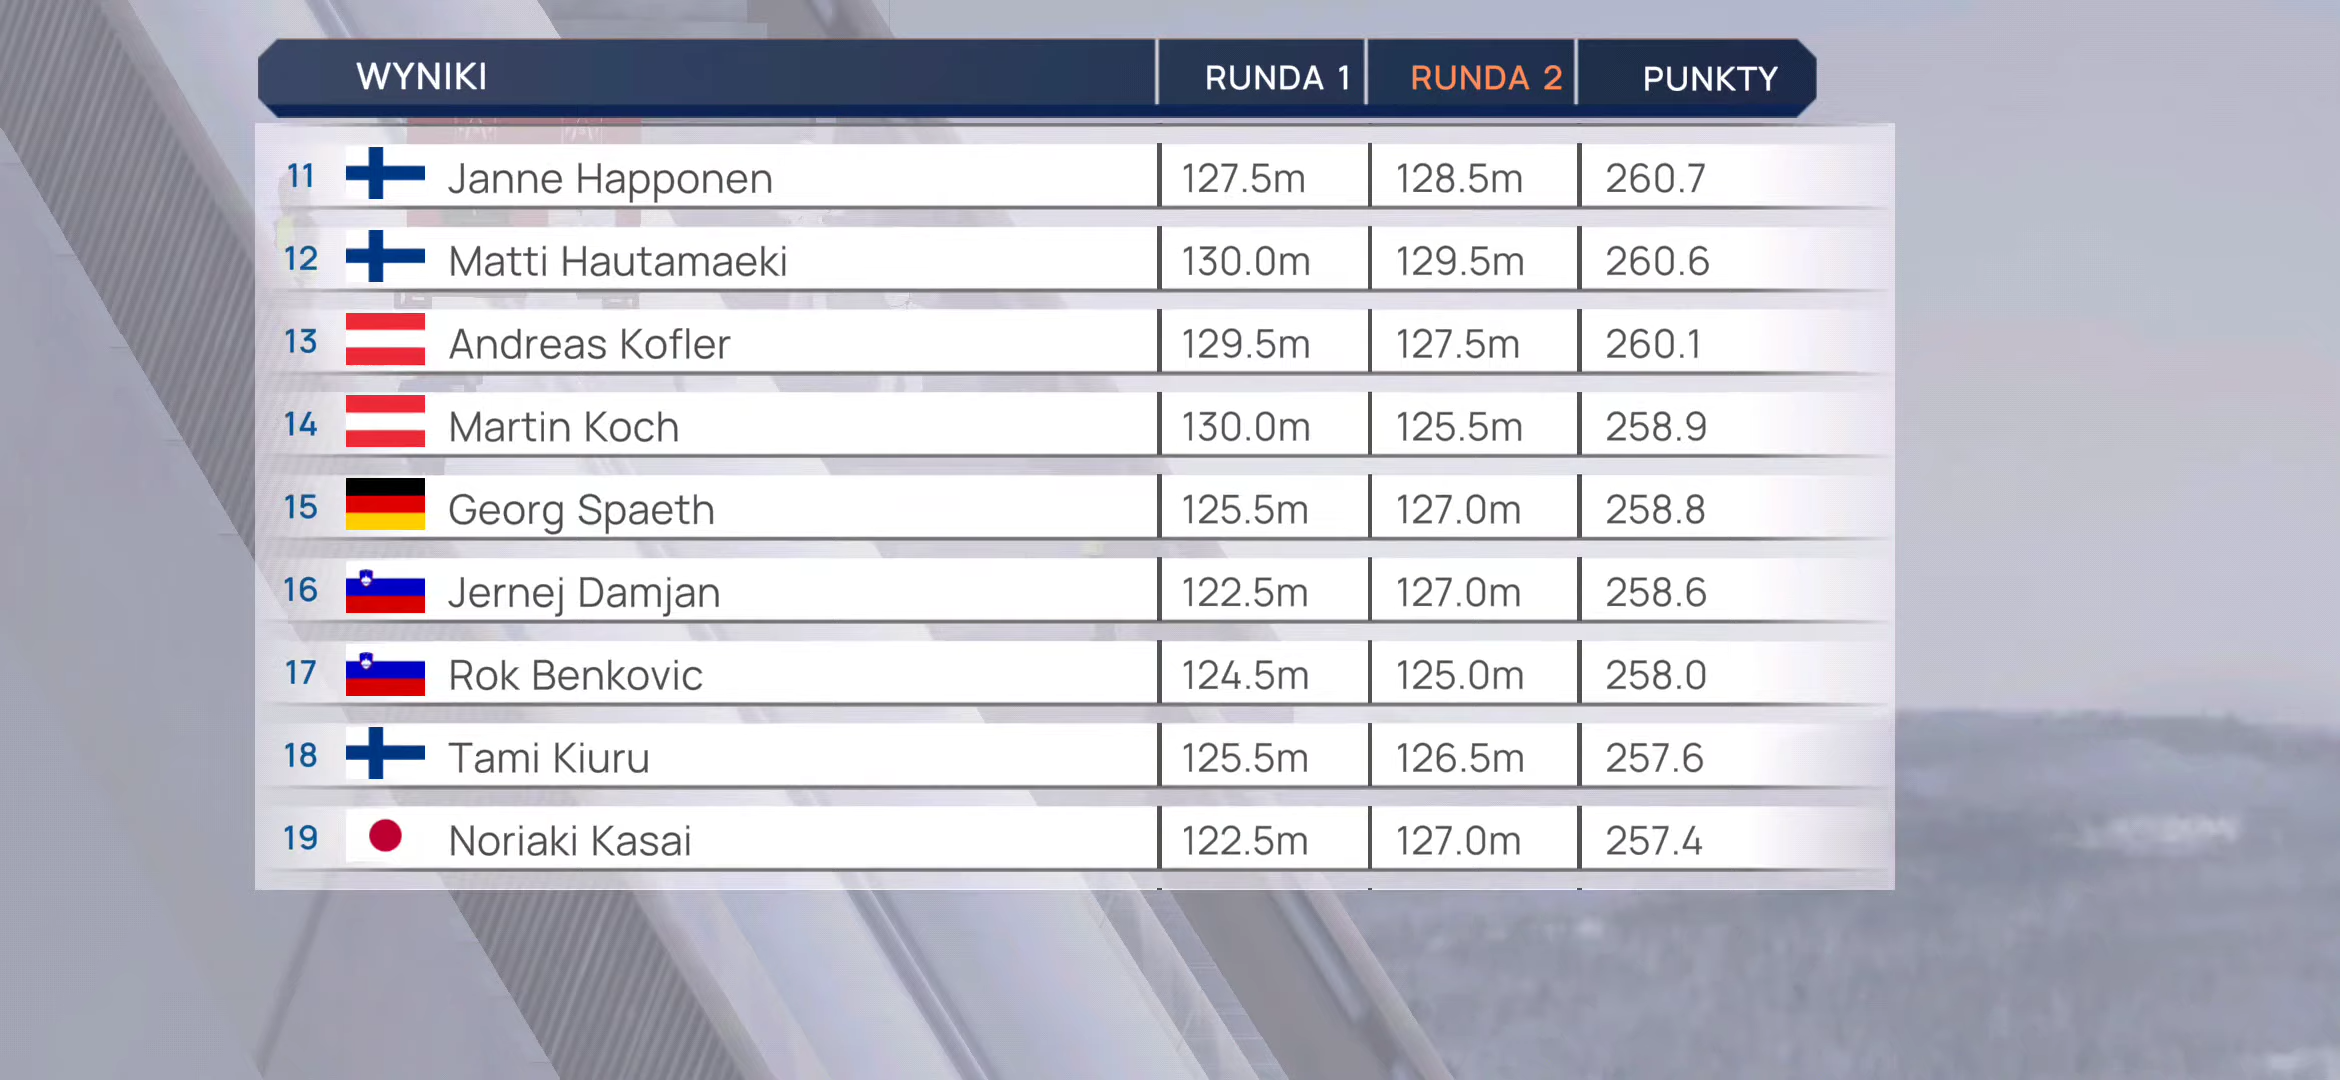 WYNIKI RUNDA 1 RUNDA 2 PUNKTY
11 Janne Happonen 127.5m 128.5m 260.7
12 Matti Hautamaeki 130.0m 129.5m 260.6
13 Andreas Kofler 129.5m 127.5m 260.1
14 Martin Koch 130.0m 125.5m 258.9
15 Georg Spaeth 125.5m 127.0m 258.8
16 Jernej Damjan 122.5m 127.0m 258.6
17 Rok Benkovic 124.5m 125.0m 258.0
18 Tami Kiuru 125.5m 126.5m 257.6
19 Noriaki Kasai 122.5m 127.0m 257.4